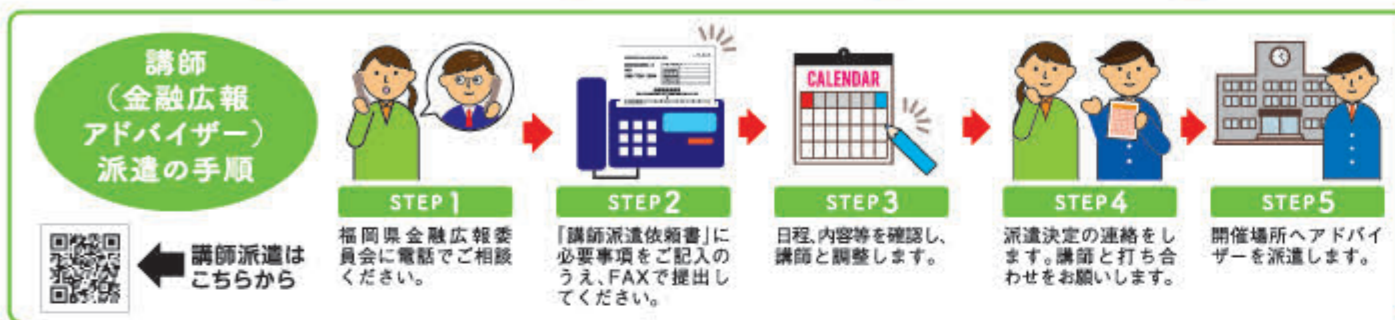 講師
（金融広報
アドバイザー）
派遣の手順
講師派遣は
こちらから
STEP 1
福岡県金融広報委
員会に電話でご相談
ください。
STEP 2
「講師派遣依頼書」に
必要事項をご記入の
うえ、FAXで提出し
てください。
CALENDAR
STEP 3
日程、内容等を確認し、
講師と調整します。
STEP 4
派遣決定の連絡をし
ます。講師と打ち合
わせをお願いします。
STEP 5
開催場所へアドバイ
ザーを派遣します。